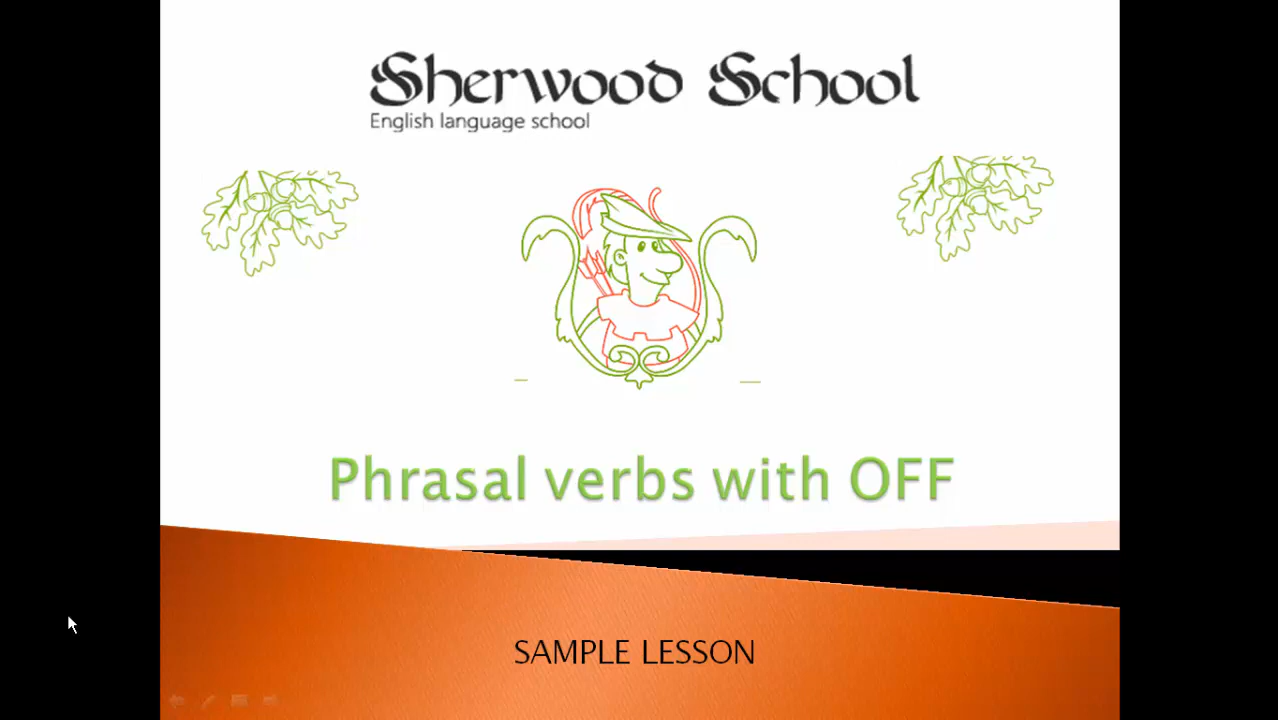 Sherwood School
English language school
Phrasal verbs with OFF
SAMPLE LESSON